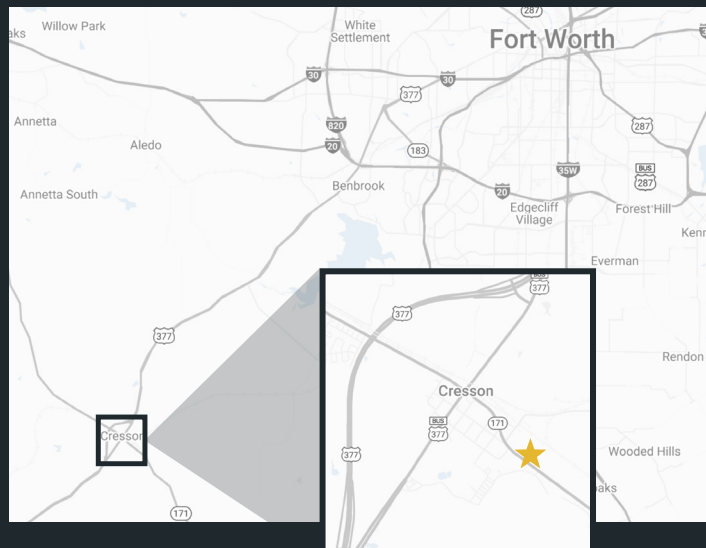 287
White
Settlement
Willow Park
aks
Fort Worth
30
30
377
287
820
Annetta
20
183
Aledo
BUS
287
35W
Benbrook
20
Annetta South
Edgecliff
Village
Forest Hill
Kenn
Everman
377
Rendon
Cresson
171
Wooded Hills
oaks
BUS
377
377
Cresson
BUS
377
171
377